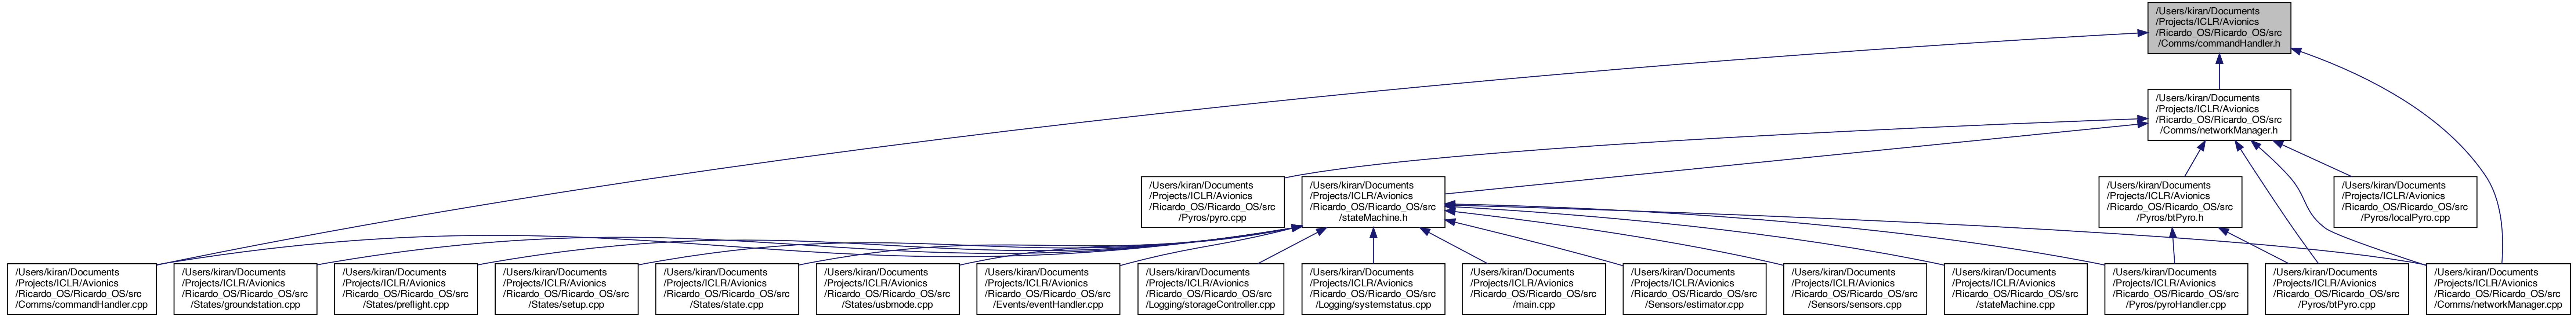 /Users/kiran/Documents
/Projects/ICLR/Avionics
/Ricardo_OS/Ricardo_OS/src
/Comms/commandHandler.h
/Users/kiran/Documents
/Projects/ICLR/Avionics
/Ricardo_OS/Ricardo_OS/src
/Comms/networkManager.h
/Users/kiran/Documents
/Projects/ICLR/Avionics
/Ricardo_OS/Ricardo_OS/src
/Pyros/pyro.cpp
/Users/kiran/Documents
/Projects/ICLR/Avionics
/Ricardo_OS/Ricardo_OS/src
/stateMachine.h
/Users/kiran/Documents
/Projects/ICLR/Avionics
/Ricardo_OS/Ricardo_OS/src
/Pyros/btPyro.h
/Users/kiran/Documents
/Projects/ICLR/Avionics
/Ricardo_OS/Ricardo_OS/src
/Pyros/localPyro.cpp
/Users/kiran/Documents
/Projects/ICLR/Avionics
/Ricardo_OS/Ricardo_OS/src
/Comms/commandHandler.cpp
/Users/kiran/Documents
/Projects/ICLR/Avionics
/Ricardo_OS/Ricardo_OS/src
/States/groundstation.cpp
/Users/kiran/Documents
/Projects/ICLR/Avionics
/Ricardo_OS/Ricardo_OS/src
/States/preflight.cpp
/Users/kiran/Documents
/Projects/ICLR/Avionics
/Ricardo_OS/Ricardo_OS/src
/States/setup.cpp
/Users/kiran/Documents
/Projects/ICLR/Avionics
/Ricardo_OS/Ricardo_OS/src
/States/state.cpp
/Users/kiran/Documents
/Projects/ICLR/Avionics
/Ricardo_OS/Ricardo_OS/src
/States/usbmode.cpp
/Users/kiran/Documents
/Projects/ICLR/Avionics
/Ricardo_OS/Ricardo_OS/src
/Events/eventHandler.cpp
/Users/kiran/Documents
/Projects/ICLR/Avionics
/Ricardo_OS/Ricardo_OS/src
/Logging/storageController.cpp
/Users/kiran/Documents
/Projects/ICLR/Avionics
/Ricardo_OS/Ricardo_OS/src
/Logging/systemstatus.cpp
/Users/kiran/Documents
/Projects/ICLR/Avionics
/Ricardo_OS/Ricardo_OS/src
/main.cpp
/Users/kiran/Documents
/Projects/ICLR/Avionics
/Ricardo_OS/Ricardo_OS/src
/Sensors/estimator.cpp
/Users/kiran/Documents
/Projects/ICLR/Avionics
/Ricardo_OS/Ricardo_OS/src
/Sensors/sensors.cpp
/Users/kiran/Documents
/Projects/ICLR/Avionics
/Ricardo_OS/Ricardo_OS/src
/stateMachine.cpp
/Users/kiran/Documents
/Projects/ICLR/Avionics
/Ricardo_OS/Ricardo_OS/src
/Pyros/pyroHandler.cpp
/Users/kiran/Documents
/Projects/ICLR/Avionics
/Ricardo_OS/Ricardo_OS/src
/Pyros/btPyro.cpp
/Users/kiran/Documents
/Projects/ICLR/Avionics
/Ricardo_OS/Ricardo_OS/src
/Comms/networkManager.cpp